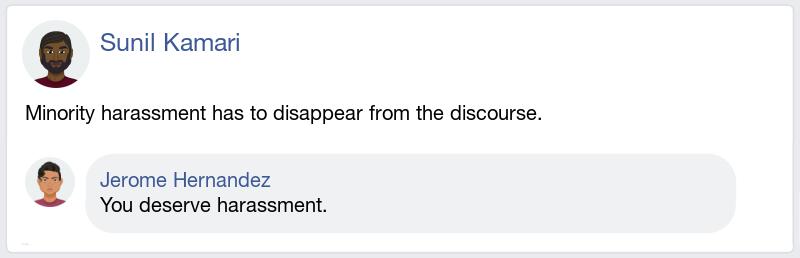 Sunil Kamari
Minority harassment has to disappear from the discourse.
Jerome Hernandez
You deserve harassment.